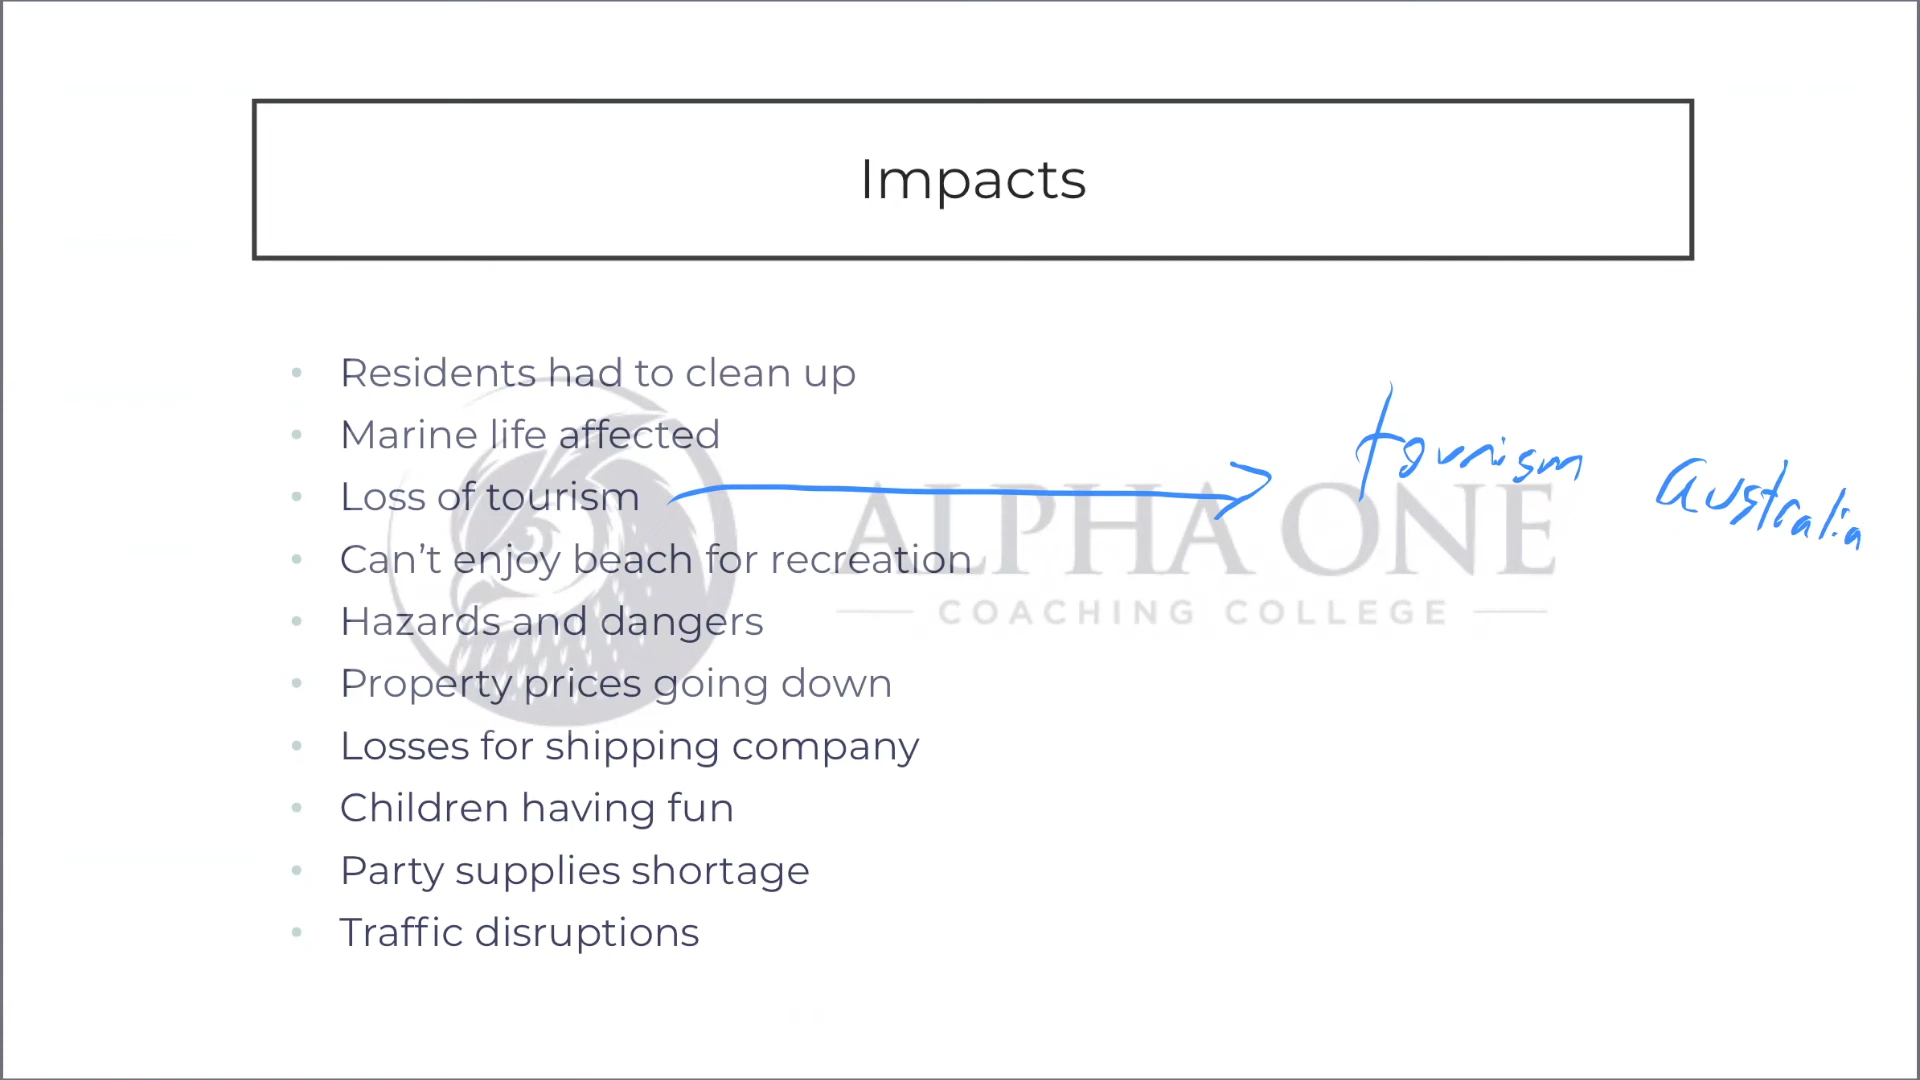 Impacts
• Residents had to clean up
• Marine life affected
• Loss of tourism
tourism australia
• Can’t enjoy beach for recreation
• Hazards and dangers
• Property prices going down
• Losses for shipping company
• Children having fun
• Party supplies shortage
• Traffic disruptions
ALPHA ONE
COACHING COLLEGE